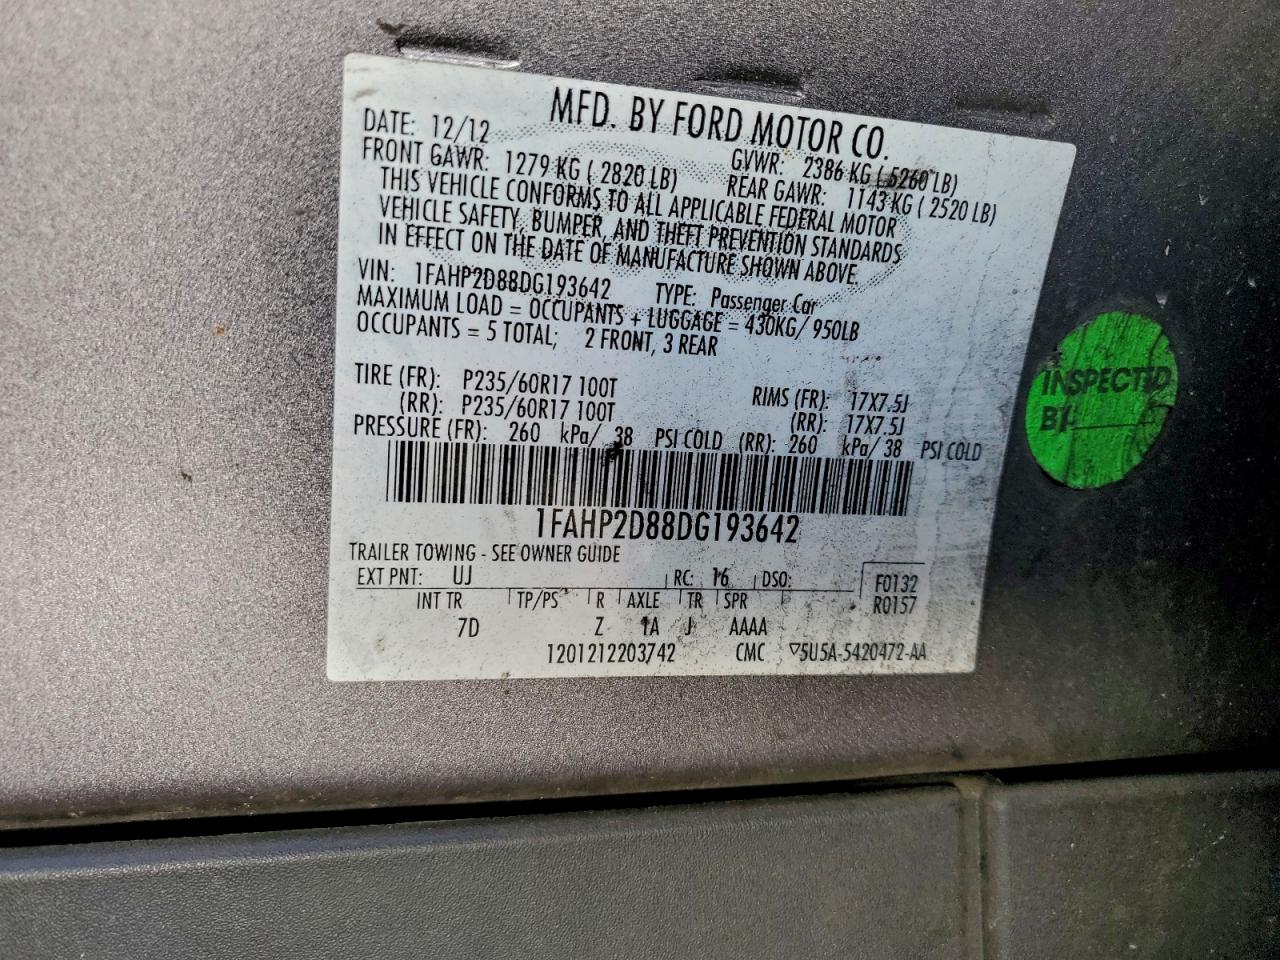 MFD. BY FORD MOTOR CO.
DATE: 12/12 GVWR: 2386 KG ( 5260 LB)
FRONT GAWR: 1279 KG ( 2820 LB) REAR GAWR: 1143 KG ( 2520 LB)
THIS VEHICLE CONFORMS TO ALL APPLICABLE FEDERAL MOTOR
VEHICLE SAFETY, BUMPER, AND THEFT PREVENTION STANDARDS
IN EFFECT ON THE DATE OF MANUFACTURE SHOWN ABOVE.
VIN: 1FAHP2D88DG193642 TYPE: Passenger Car
MAXIMUM LOAD = OCCUPANTS + LUGGAGE = 430KG/ 950LB
OCCUPANTS = 5 TOTAL; 2 FRONT, 3 REAR
TIRE (FR): P235/60R17 100T RIMS (FR): 17X7.5J
(RR): P235/60R17 100T (RR): 17X7.5J
PRESSURE (FR): 260 kPa/ 38 PSI COLD (RR): 260 kPa/ 38 PSI COLD
1FAHP2D88DG193642
TRAILER TOWING - SEE OWNER GUIDE
EXT PNT: UJ RC: 16 DSO: F0132
R0157
INT TR TP/PS R AXLE TR SPR
7D Z 1A J AAAA
1201212203742 CMC ▽5U5A-5420472-AA
INSPECTED
BY